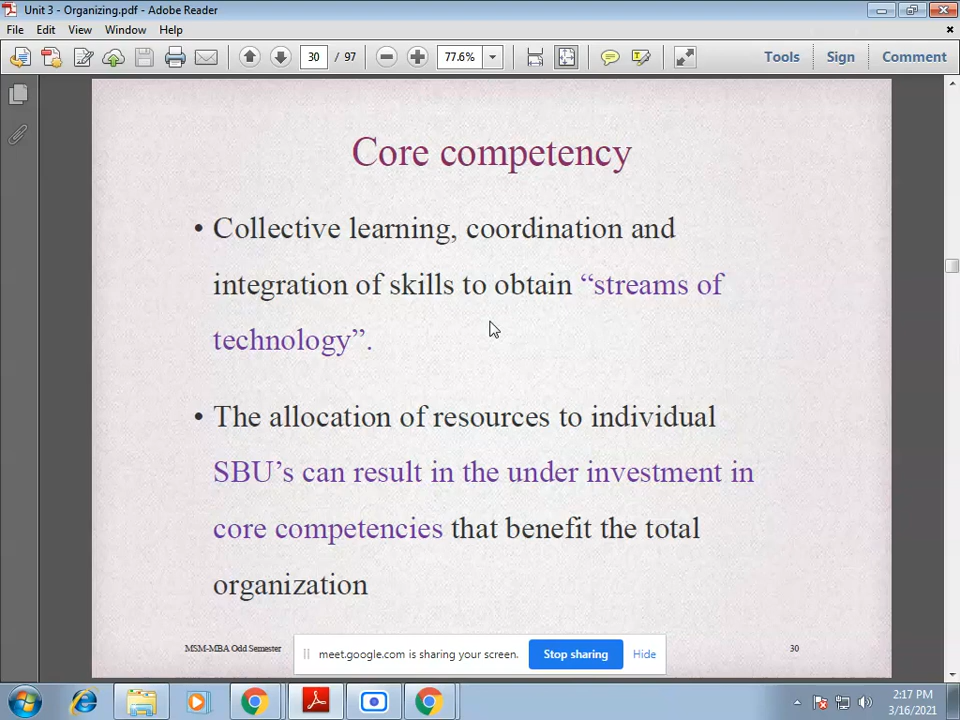 Unit 3 - Organizing.pdf - Adobe Reader
File Edit View Window Help
30 / 97 77.6% Tools Sign Comment
Core competency
• Collective learning, coordination and
integration of skills to obtain “streams of
technology”.
• The allocation of resources to individual
SBU’s can result in the under investment in
core competencies that benefit the total
organization
MSM-MBA Odd Semester 30
meet.google.com is sharing your screen. Stop sharing Hide
2:17 PM
3/16/2021